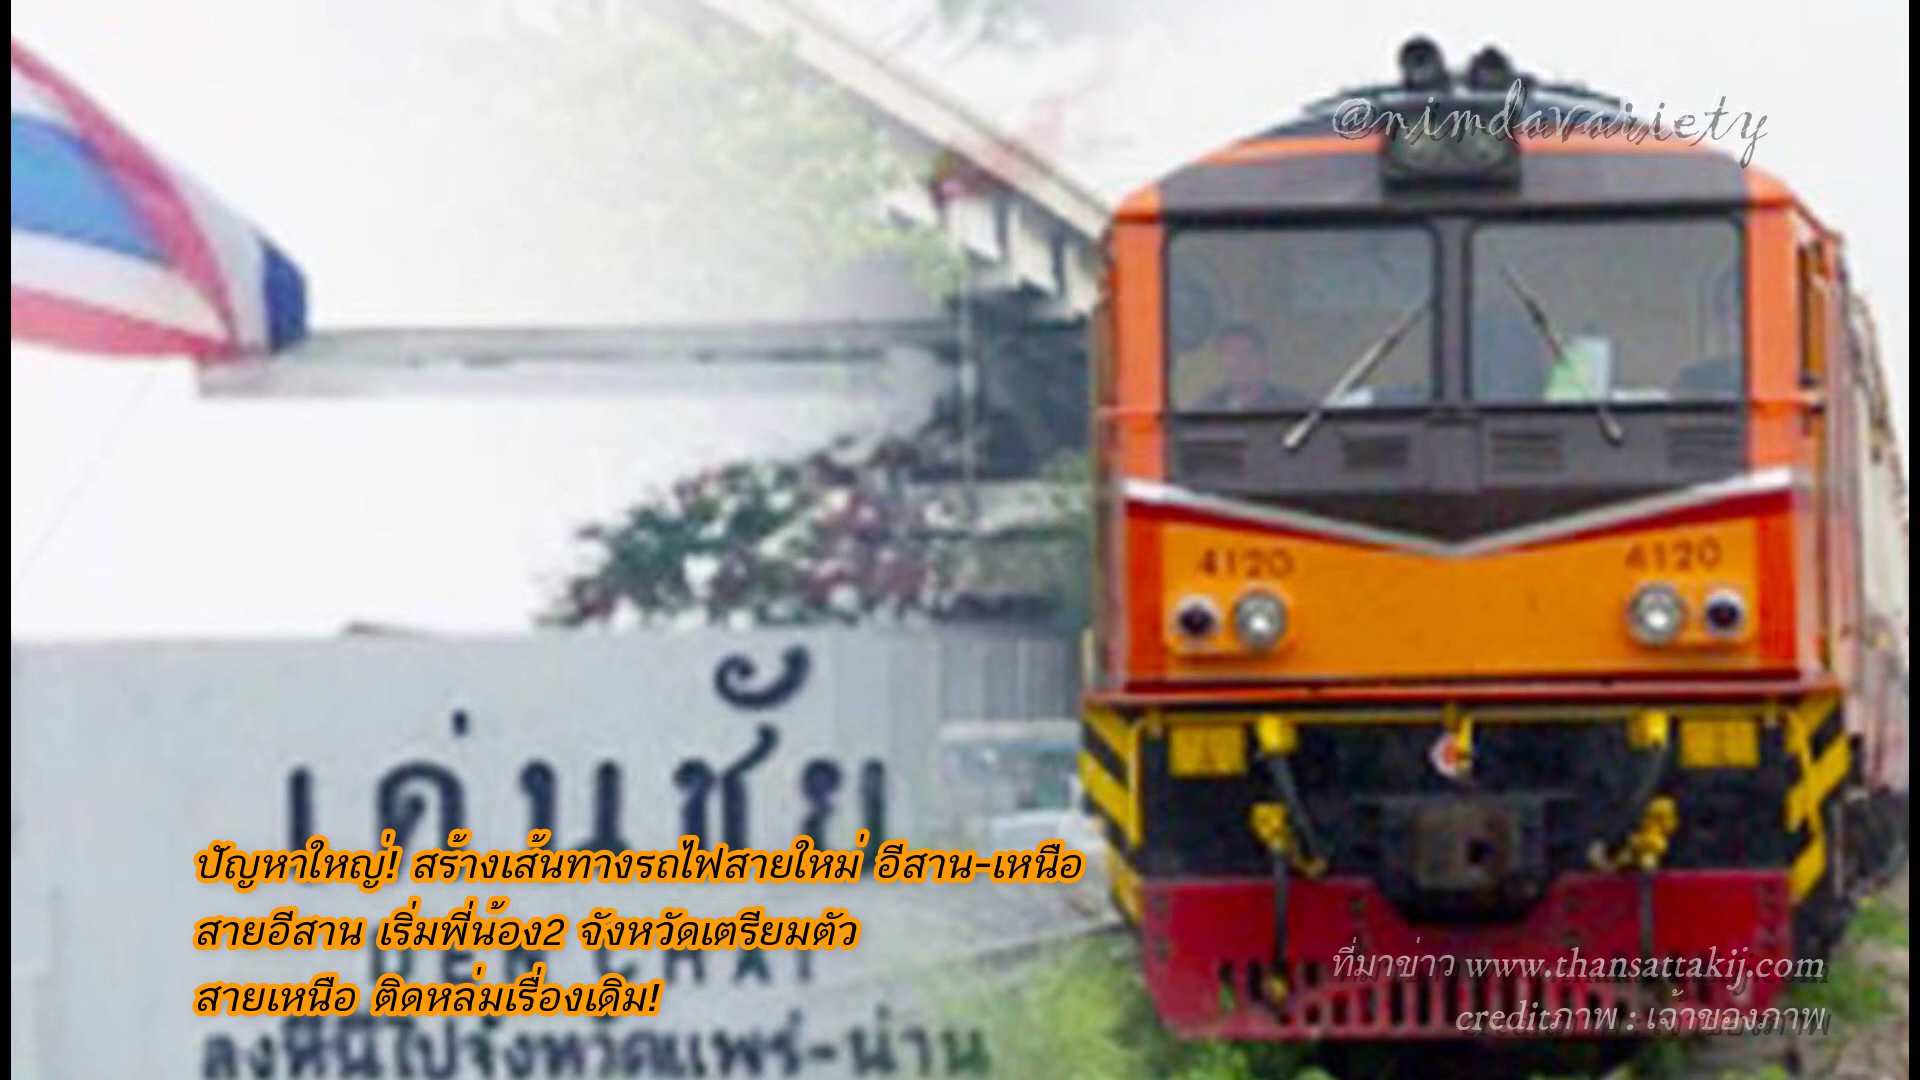 @nimdavariety
4120
4120
เด่นชัย
ปัญหาใหญ่! สร้างเส้นทางรถไฟสายใหม่ อีสาน-เหนือ
สายอีสาน เริ่มพี่น้อง2 จังหวัดเตรียมตัว
DEN CHAI
สายเหนือ ติดหล่มเรื่องเดิม!
ลงที่นี่ไปจังหวัดแพร่-น่าน
ที่มาข่าว www.thansattakij.com
creditภาพ : เจ้าของภาพ